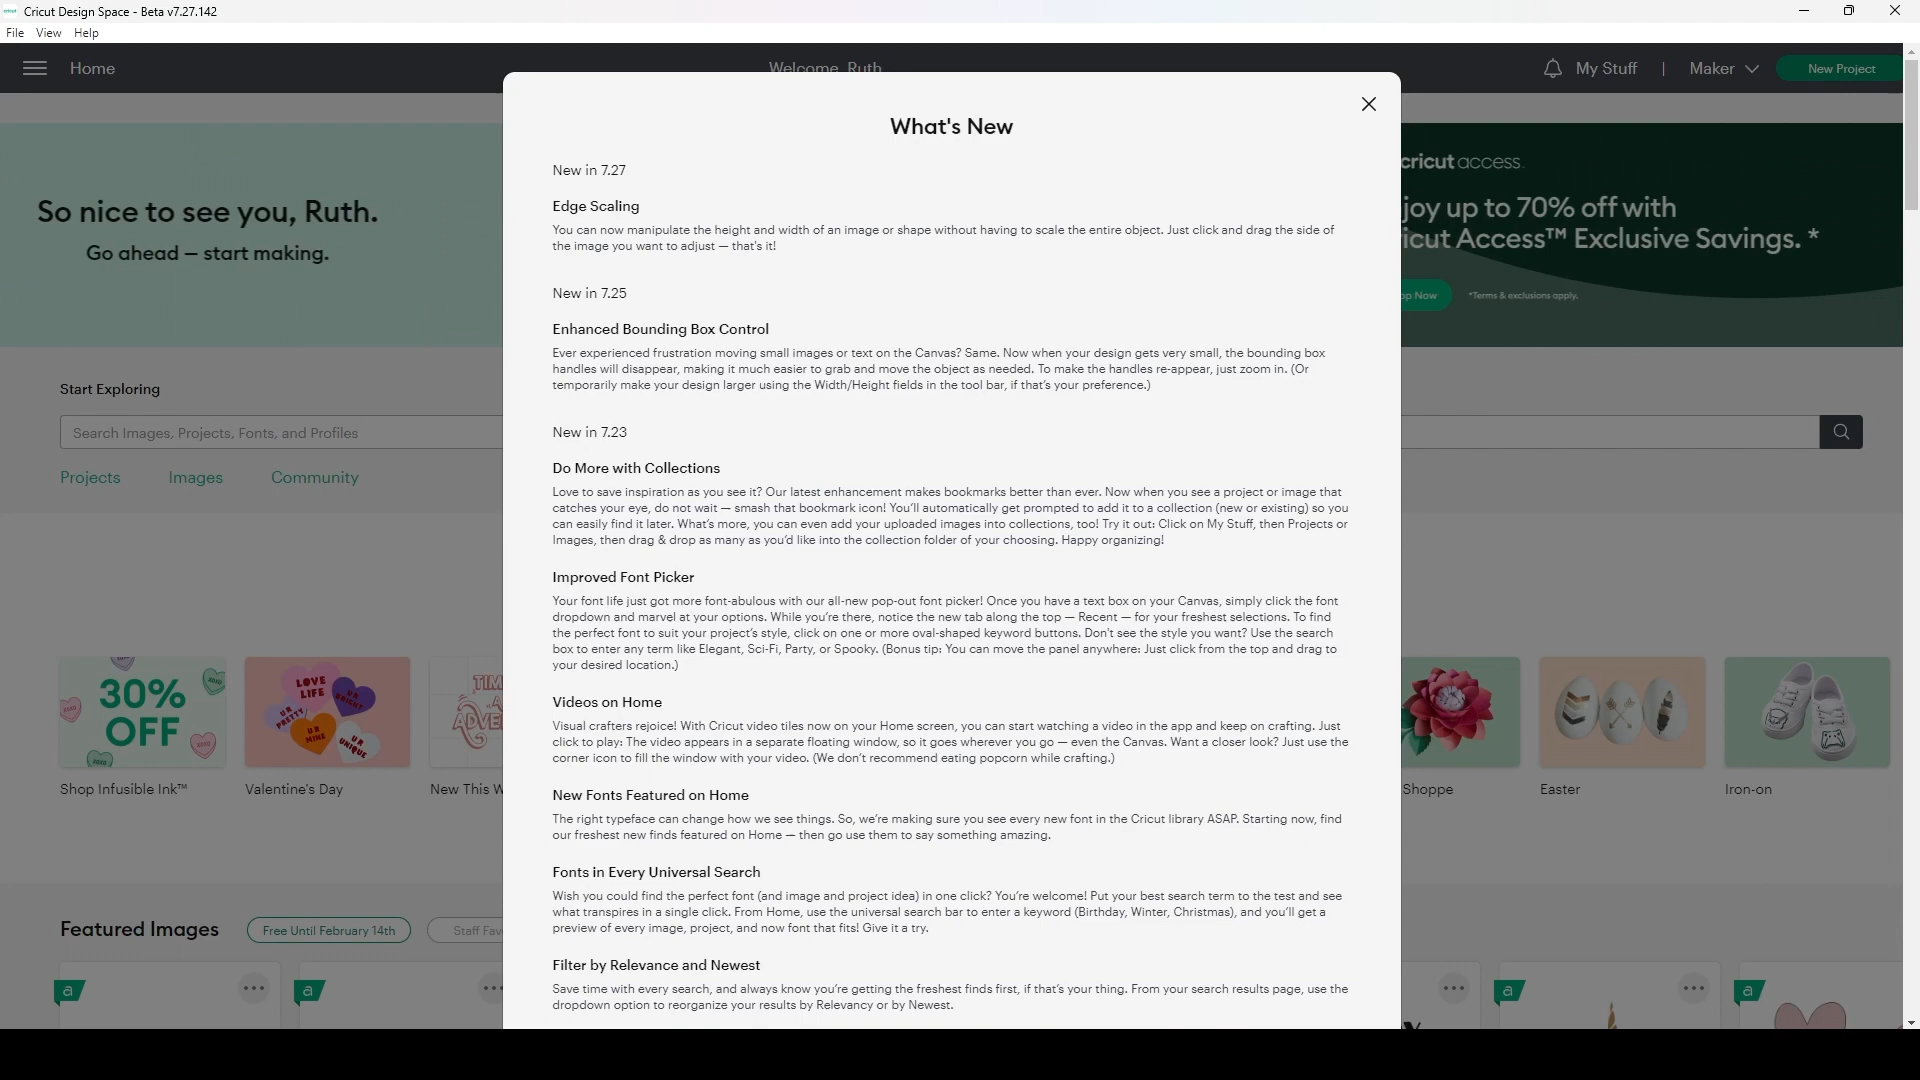 Cricut Design Space - Beta v7.27.142
File View Help
Home
Welcome, Ruth
My Stuff | Maker New Project
What's New
New in 7.27
Edge Scaling
You can now manipulate the height and width of an image or shape without having to scale the entire object. Just click and drag the side of
the image you want to adjust — that's it!
New in 7.25
Enhanced Bounding Box Control
Ever experienced frustration moving small images or text on the Canvas? Same. Now when your design gets very small, the bounding box
handles will disappear, making it much easier to grab and move the object as needed. To make the handles re-appear, just zoom in. (Or
temporarily make your design larger using the Width/Height fields in the tool bar, if that's your preference.)
New in 7.23
Do More with Collections
Love to save inspiration as you see it? Our latest enhancement makes bookmarks better than ever. Now when you see a project or image that
catches your eye, do not wait — smash that bookmark icon! You'll automatically get prompted to add it to a collection (new or existing) so you
can easily find it later. What's more, you can even add your uploaded images into collections, too! Try it out: Click on My Stuff, then Projects or
Images, then drag & drop as many as you'd like into the collection folder of your choosing. Happy organizing!
Improved Font Picker
Your font life just got more font-abulous with our all-new pop-out font picker! Once you have a text box on your Canvas, simply click the font
dropdown and marvel at your options. While you're there, notice the new tab along the top — Recent — for your freshest selections. To find
the perfect font to suit your project's style, click on one or more oval-shaped keyword buttons. Don't see the style you want? Use the search
box to enter any term like Elegant, Sci-Fi, Party, or Spooky. (Bonus tip: You can move the panel anywhere: Just click from the top and drag to
your desired location.)
Videos on Home
Visual crafters rejoice! With Cricut video tiles now on your Home screen, you can start watching a video in the app and keep on crafting. Just
click to play: The video appears in a separate floating window, so it goes wherever you go — even the Canvas. Want a closer look? Just use the
corner icon to fill the window with your video. (We don't recommend eating popcorn while crafting.)
New Fonts Featured on Home
The right typeface can change how we see things. So, we're making sure you see every new font in the Cricut library ASAP. Starting now, find
our freshest new finds featured on Home — then go use them to say something amazing.
Fonts in Every Universal Search
Wish you could find the perfect font (and image and project idea) in one click? You're welcome! Put your best search term to the test and see
what transpires in a single click. From Home, use the universal search bar to enter a keyword (Birthday, Winter, Christmas), and you'll get a
preview of every image, project, and now font that fits! Give it a try.
Filter by Relevance and Newest
Save time with every search, and always know you're getting the freshest finds first, if that's your thing. From your search results page, use the
dropdown option to reorganize your results by Relevancy or by Newest.
So nice to see you, Ruth.
Go ahead — start making.
cricut access
joy up to 70% off with
icut Access™ Exclusive Savings. *
op Now
*Terms & exclusions apply.
Start Exploring
Search Images, Projects, Fonts, and Profiles
Projects Images Community
30%
OFF
LOVE
LIFE
UR
BRIGHT
UR
PRETTY
UR
MINE
UR
UNIQUE
TIM
A
ADVE
Shop Infusible Ink™
Valentine's Day
New This W
Shoppe
Easter
Iron-on
Featured Images
Free Until February 14th
Staff Fav
a
a
a
a